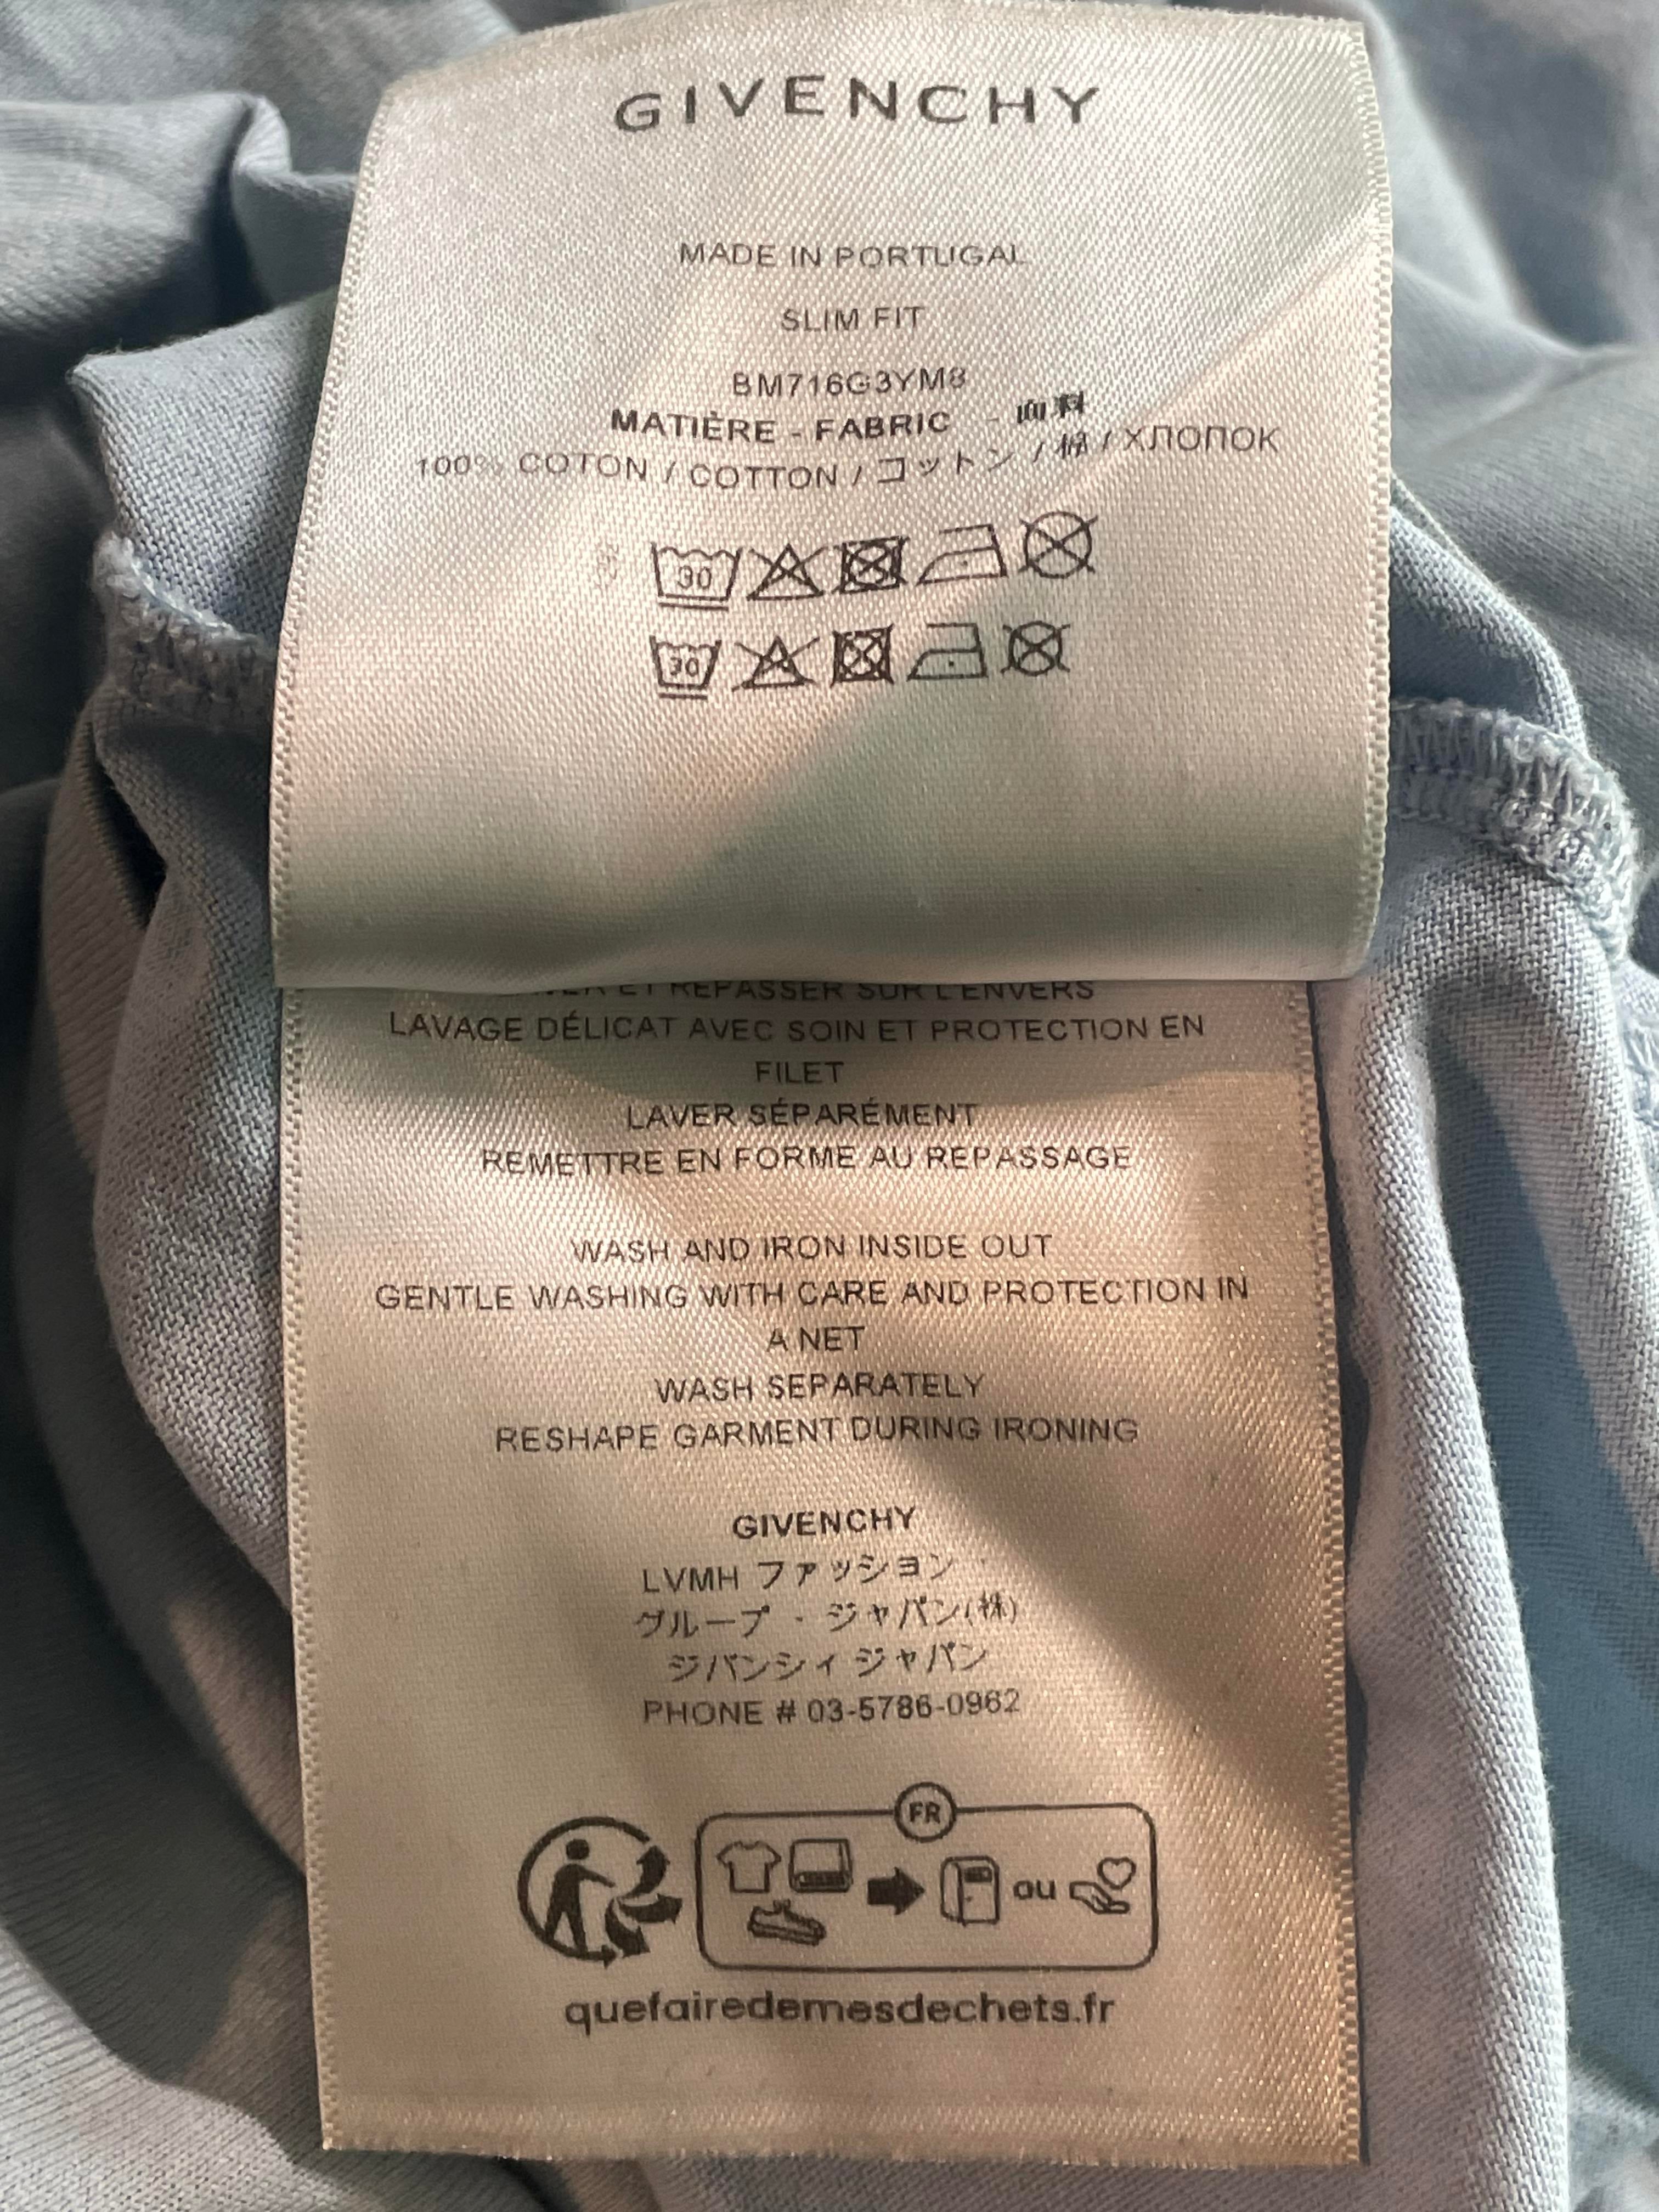 GIVENCHY
MADE IN PORTUGAL
SLIM FIT
BM716G3YM8
MATIÈRE - FABRIC - 面料
100% COTON / COTTON / コットン / 棉 / ХЛОПОК
30
30
ET REPASSER SUR L'ENVERS
LAVAGE DÉLICAT AVEC SOIN ET PROTECTION EN
FILET
LAVER SÉPARÉMENT
REMETTRE EN FORME AU REPASSAGE
WASH AND IRON INSIDE OUT
GENTLE WASHING WITH CARE AND PROTECTION IN
A NET
WASH SEPARATELY
RESHAPE GARMENT DURING IRONING
GIVENCHY
LVMH ファッション
グループ・ジャパン(株)
ジバンシィ ジャパン
PHONE # 03-5786-0962
FR
ou
quefairedemesdechets.fr